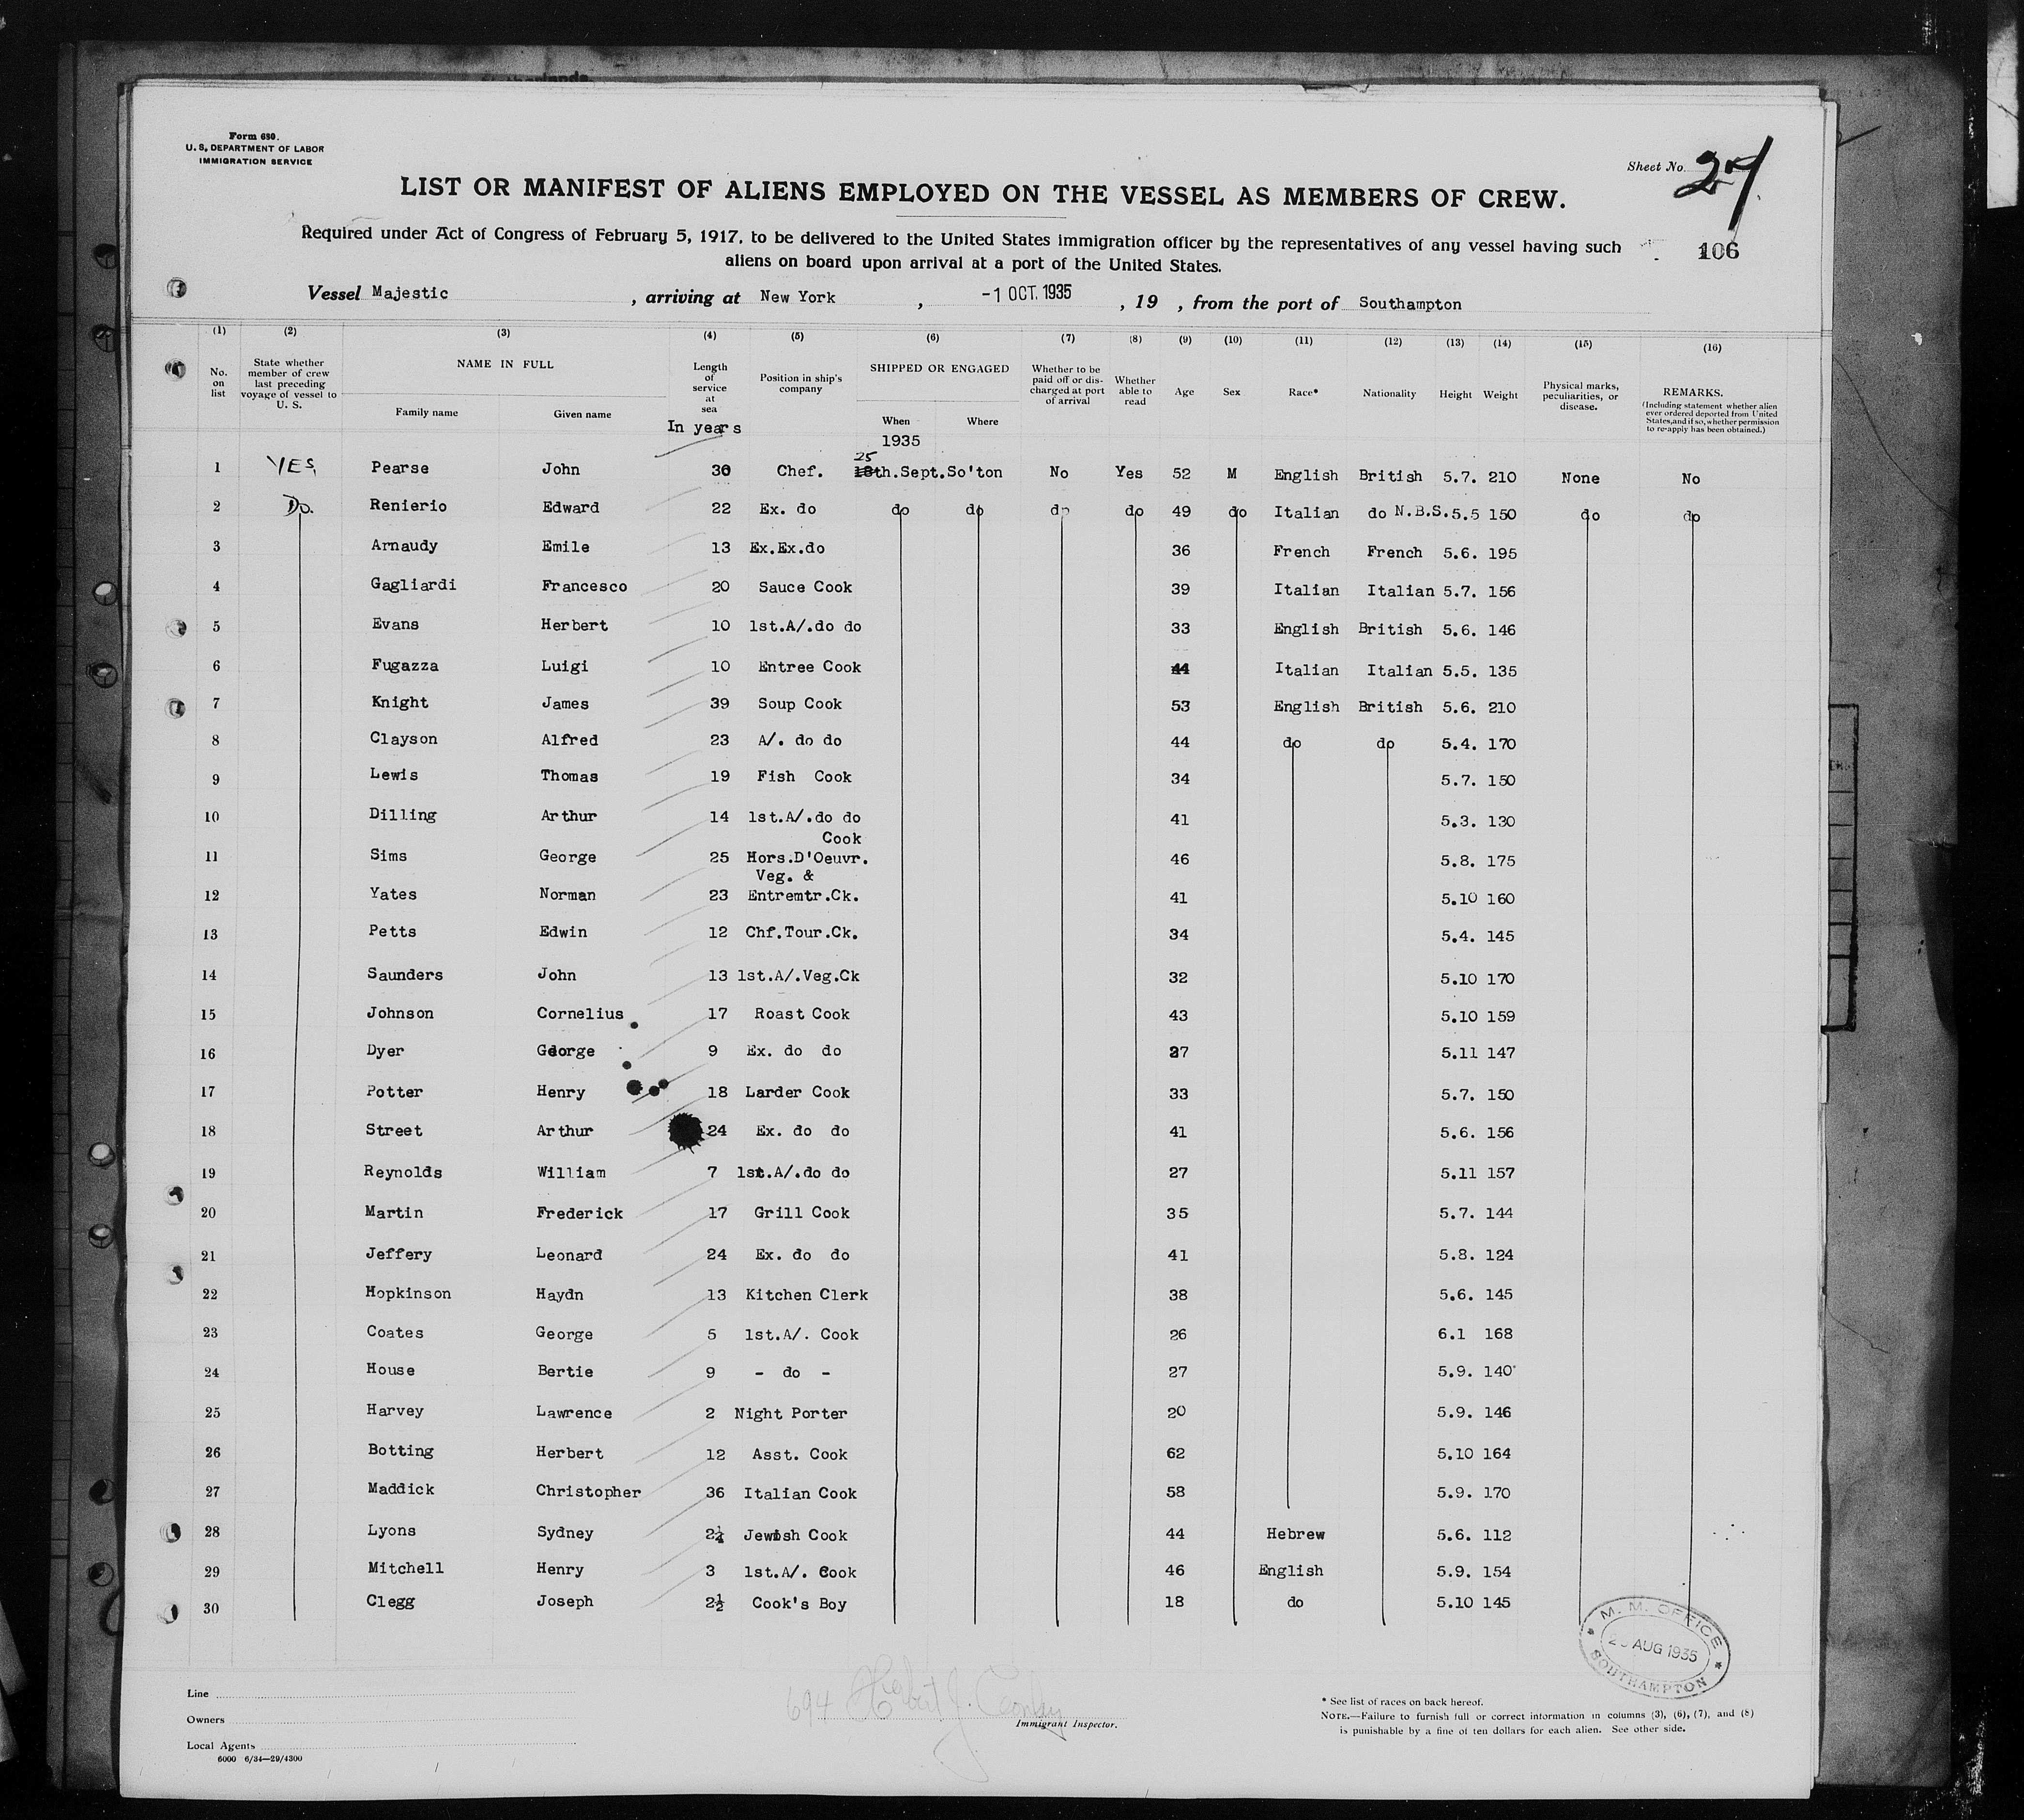 Form 680.
U. S. DEPARTMENT OF LABOR
IMMIGRATION SERVICE
Sheet No. 27
LIST OR MANIFEST OF ALIENS EMPLOYED ON THE VESSEL AS MEMBERS OF CREW.
Required under Act of Congress of February 5, 1917, to be delivered to the United States immigration officer by the representatives of any vessel having such
106
aliens on board upon arrival at a port of the United States.
Vessel Majestic , arriving at New York , -1 OCT. 1935 , 19 , from the port of Southampton
(1) (2) (3) (4) (5) (6) (7) (8) (9) (10) (11) (12) (13) (14) (15) (16)
No. on list State whether member of crew last preceding voyage of vessel to U. S. NAME IN FULL Family name Given name Length of service at sea In years Position in ship's company SHIPPED OR ENGAGED When Where Whether to be paid off or discharged at port of arrival Whether able to read Age Sex Race* Nationality Height Weight Physical marks, peculiarities, or disease. REMARKS. (Including statement whether alien ever ordered deported from United States, and if so, whether permission to re-apply has been obtained.)
1935
25
1 YES, Pearse John 30 Chef. 18th.Sept.So'ton No Yes 52 M English British 5.7. 210 None No
2 Do. Renierio Edward 22 Ex. do do do do do 49 do Italian do N.B.S. 5.5 150 do do
3 Arnaudy Emile 13 Ex.Ex.do 36 French French 5.6. 195
4 Gagliardi Francesco 20 Sauce Cook 39 Italian Italian 5.7. 156
5 Evans Herbert 10 1st.A/.do do 33 English British 5.6. 146
6 Fugazza Luigi 10 Entree Cook 44 Italian Italian 5.5. 135
7 Knight James 39 Soup Cook 53 English British 5.6. 210
8 Clayson Alfred 23 A/. do do 44 do do 5.4. 170
9 Lewis Thomas 19 Fish Cook 34 5.7. 150
10 Dilling Arthur 14 1st.A/.do do 41 5.3. 130
Cook
11 Sims George 25 Hors.D'Oeuvr. 46 5.8. 175
Veg. &
12 Yates Norman 23 Entremtr.Ck. 41 5.10 160
13 Petts Edwin 12 Chf.Tour.Ck. 34 5.4. 145
14 Saunders John 13 1st.A/.Veg.Ck 32 5.10 170
15 Johnson Cornelius 17 Roast Cook 43 5.10 159
16 Dyer George 9 Ex. do do 27 5.11 147
17 Potter Henry 18 Larder Cook 33 5.7. 150
18 Street Arthur 24 Ex. do do 41 5.6. 156
19 Reynolds William 7 1st.A/.do do 27 5.11 157
20 Martin Frederick 17 Grill Cook 35 5.7. 144
21 Jeffery Leonard 24 Ex. do do 41 5.8. 124
22 Hopkinson Haydn 13 Kitchen Clerk 38 5.6. 145
23 Coates George 5 1st.A/. Cook 26 6.1 168
24 House Bertie 9 - do - 27 5.9. 140
25 Harvey Lawrence 2 Night Porter 20 5.9. 146
26 Botting Herbert 12 Asst. Cook 62 5.10 164
27 Maddick Christopher 36 Italian Cook 58 5.9. 170
28 Lyons Sydney 2¼ Jewish Cook 44 Hebrew 5.6. 112
29 Mitchell Henry 3 1st.A/. Cook 46 English 5.9. 154
30 Clegg Joseph 2½ Cook's Boy 18 do 5.10 145
M. M. OFFICE
AUG 1935
SOUTHAMPTON
Line
Owners
Local Agents
6000 6/34—29/4300
694 Herbert J. Conley
Immigrant Inspector.
* See list of races on back hereof.
NOTE.—Failure to furnish full or correct information in columns (3), (6), (7), and (8)
is punishable by a fine of ten dollars for each alien. See other side.